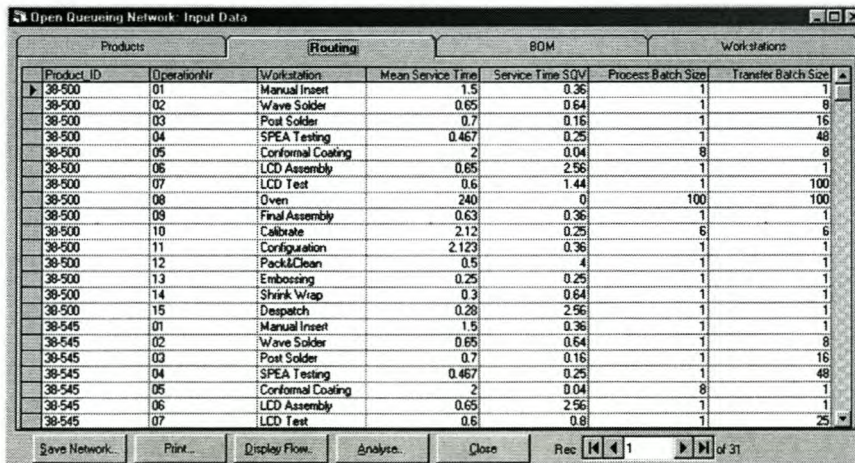 Open Queueing Network: Input Data
Products Routing BOM Workstations
Product_ID OperationNr Workstation Mean Service Time Service Time SQV Process Batch Size Transfer Batch Size
38-500 01 Manual Insert 1.5 0.36 1 1
38-500 02 Wave Solder 0.65 0.64 1 8
38-500 03 Post Solder 0.7 0.16 1 16
38-500 04 SPEA Testing 0.467 0.25 1 48
38-500 05 Conformal Coating 2 0.04 8 8
38-500 06 LCD Assembly 0.65 2.56 1 1
38-500 07 LCD Test 0.6 1.44 1 100
38-500 08 Oven 240 0 100 100
38-500 09 Final Assembly 0.63 0.36 1 1
38-500 10 Calibrate 2.12 0.25 6 6
38-500 11 Configuration 2.123 0.36 1 1
38-500 12 Pack&Clean 0.5 4 1 1
38-500 13 Embossing 0.25 0.25 1 1
38-500 14 Shrink Wrap 0.3 0.64 1 1
38-500 15 Despatch 0.28 2.56 1 1
38-545 01 Manual Insert 1.5 0.36 1 1
38-545 02 Wave Solder 0.65 0.64 1 8
38-545 03 Post Solder 0.7 0.16 1 16
38-545 04 SPEA Testing 0.467 0.25 1 48
38-545 05 Conformal Coating 2 0.04 8 1
38-545 06 LCD Assembly 0.65 2.56 1 1
38-545 07 LCD Test 0.6 0.8 1 25
Save Network.. Print... Display Flow.. Analyse.. Close Rec 1 of 31